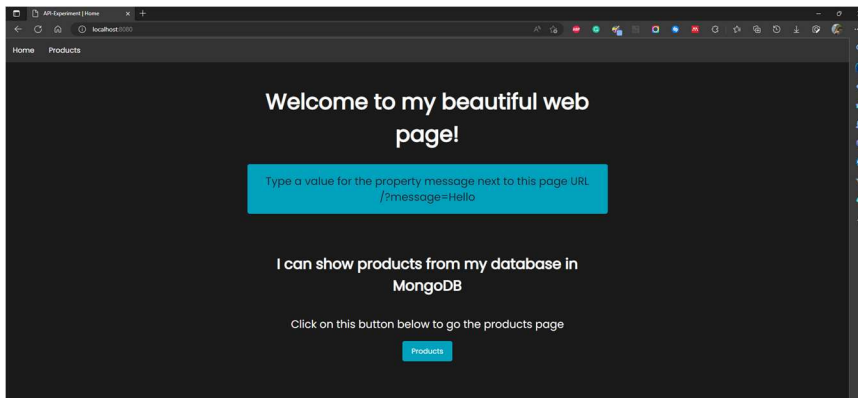 API-Experiment | Home
localhost:8080
Home Products
Welcome to my beautiful web
page!
Type a value for the property message next to this page URL
/?message=Hello
I can show products from my database in
MongoDB
Click on this button below to go the products page
Products